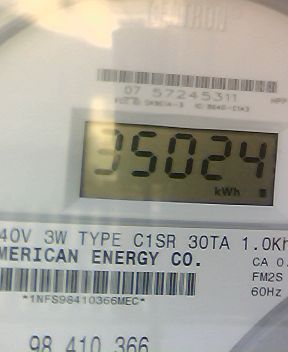 CENTRON
07 57245311
35024
kWh
40V 3W TYPE C1SR 30TA 1.0Kh
MERICAN ENERGY CO.
CA 0.
FM2S
*1NFS98410366MEC*
60Hz
98 410 366